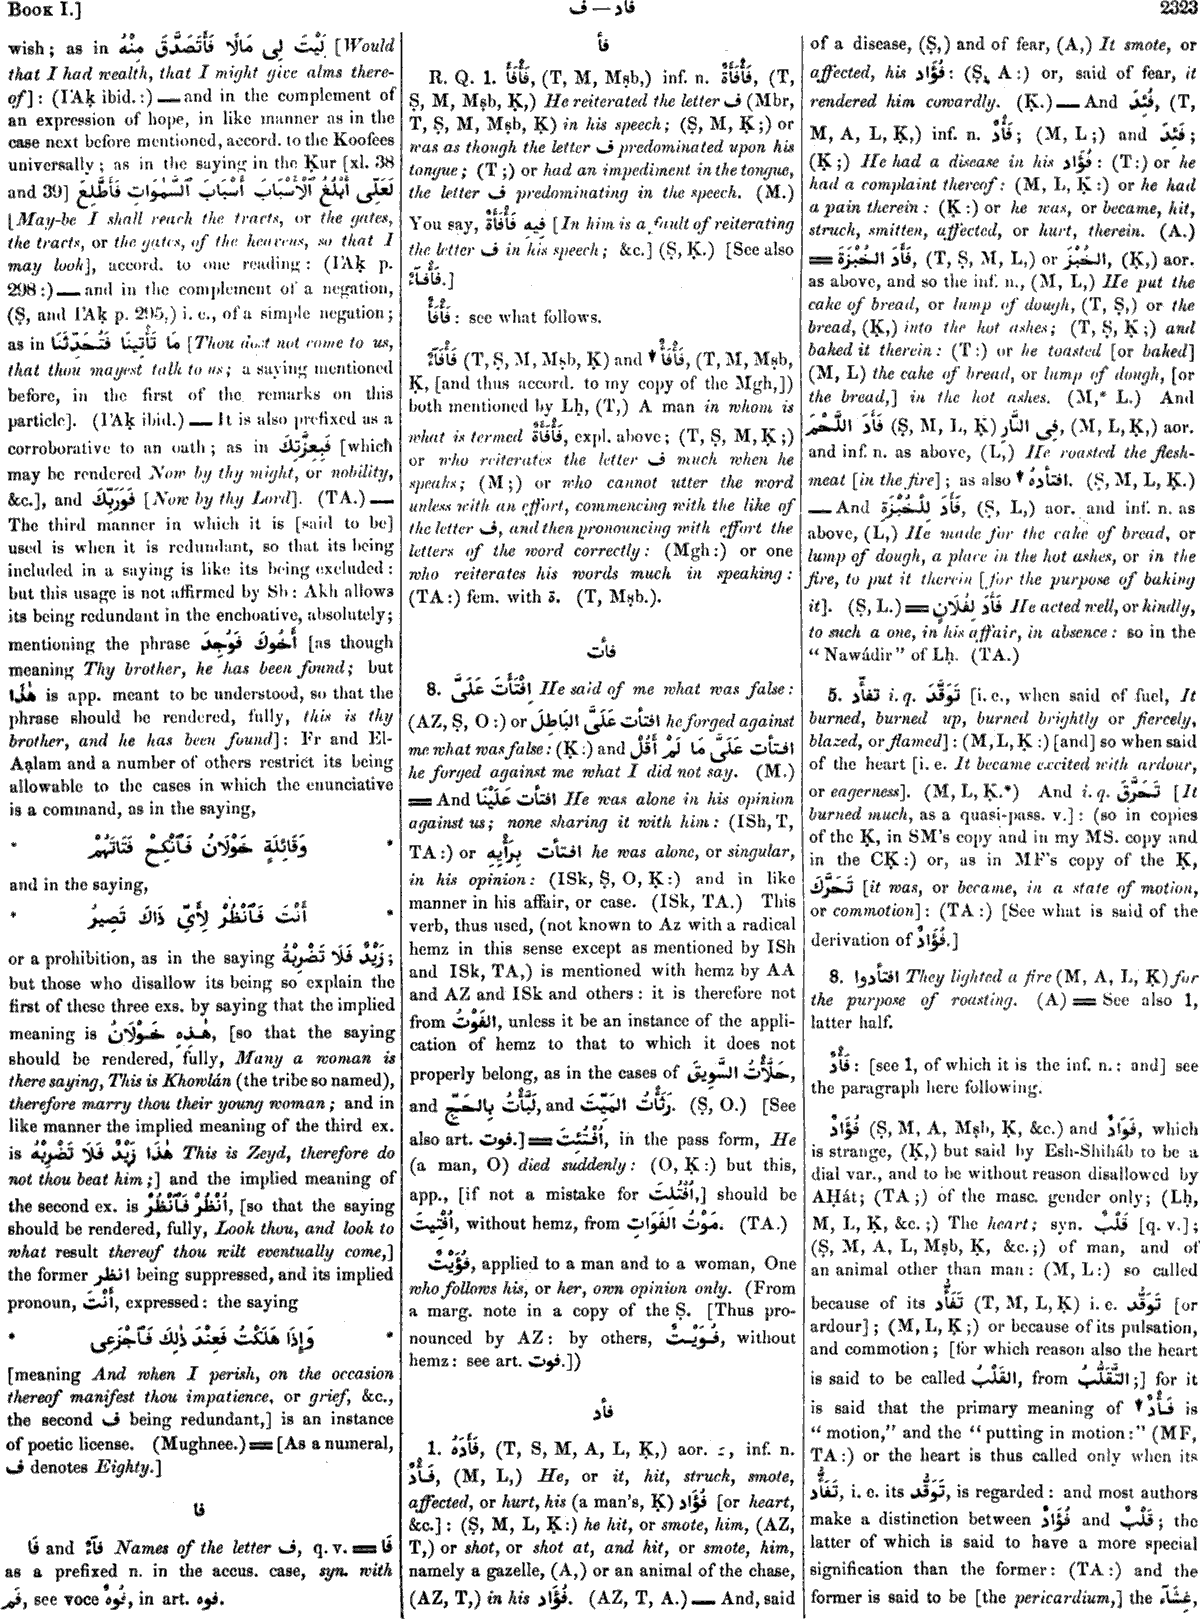 BOOK I.]
ف — فأد
2323
wish; as in لَيْتَ لِى مَالًا فَأَتَصَدَّقَ مِنْهُ [Would
that I had wealth, that I might give alms there-
of]: (I'Aḳ ibid.:) — and in the complement of
an expression of hope, in like manner as in the
case next before mentioned, accord. to the Koofees
universally; as in the saying in the Ḳur [xl. 38
and 39] لَعَلِّى أَبْلُغُ ٱلْأَسْبَابَ أَسْبَابَ ٱلسَّمٰوَاتِ فَأَطَّلِعَ
[May-be I shall reach the tracts, or the gates,
the tracts, or the gates, of the heavens, so that I
may look], accord. to one reading: (I'Aḳ p.
298:) — and in the complement of a negation,
(Ṣ, and I'Aḳ p. 295,) i. e., of a simple negation;
as in مَا تَأْتِينَا فَتُحَدِّثَنَا [Thou dost not come to us,
that thou mayest talk to us; a saying mentioned
before, in the first of the remarks on this
particle]. (I'Aḳ ibid.) — It is also prefixed as a
corroborative to an oath; as in فَبِعِزَّتِكَ [which
may be rendered Now by thy might, or nobility,
&c.], and فَوَرَبِّكَ [Now by thy Lord]. (TA.) —
The third manner in which it is [said to be]
used is when it is redundant, so that its being
included in a saying is like its being excluded:
but this usage is not affirmed by Sb: Akh allows
its being redundant in the enchoative, absolutely;
mentioning the phrase أَخُوكَ فَوُجِدَ [as though
meaning Thy brother, he has been found; but
هٰذَا is app. meant to be understood, so that the
phrase should be rendered, fully, this is thy
brother, and he has been found]: Fr and El-
Aạlam and a number of others restrict its being
allowable to the cases in which the enunciative
is a command, as in the saying,
* وَقَائِلَةٍ خَوْلَانُ فَٱنْكِحْ فَتَاتَهُمْ *
and in the saying,
* أَنْتَ فَٱنْظُرْ لِأَىِّ ذَاكَ تَصِيرُ *
or a prohibition, as in the saying زَيْدٌ فَلَا تَضْرِبْهُ;
but those who disallow its being so explain the
first of these three exs. by saying that the implied
meaning is هٰذِهِ خَوْلَانُ, [so that the saying
should be rendered, fully, Many a woman is
there saying, This is Khowlán (the tribe so named),
therefore marry thou their young woman; and in
like manner the implied meaning of the third ex.
is هٰذَا زَيْدٌ فَلَا تَضْرِبْهُ This is Zeyd, therefore do
not thou beat him;] and the implied meaning of
the second ex. is اُنْظُرْ فَٱنْظُرْ, [so that the saying
should be rendered, fully, Look thou, and look to
what result thereof thou wilt eventually come,]
the former انظر being suppressed, and its implied
pronoun, أَنْتَ, expressed: the saying
* وَإِذَا هَلَكْتُ فَعِنْدَ ذٰلِكَ فَٱجْزَعِى *
[meaning And when I perish, on the occasion
thereof manifest thou impatience, or grief, &c.,
the second ف being redundant,] is an instance
of poetic license. (Mughnee.) = [As a numeral,
ف denotes Eighty.]
فا
فَا and فَآءٌ Names of the letter ف, q. v. = فَا
as a prefixed n. in the accus. case, syn. with
فَم, see voce فُوهٌ, in art. فوه.
فأ
R. Q. 1. فَأْفَأَ, (T, M, Mṣb,) inf. n. فَأْفَأَةٌ, (T,
Ṣ, M, Mṣb, Ḳ,) He reiterated the letter ف (Mbr,
T, Ṣ, M, Mṣb, Ḳ) in his speech; (Ṣ, M, Ḳ;) or
was as though the letter ف predominated upon his
tongue; (T;) or had an impediment in the tongue,
the letter ف predominating in the speech. (M.)
You say, فِيهِ فَأْفَأَةٌ [In him is a fault of reiterating
the letter ف in his speech; &c.] (Ṣ, Ḳ.) [See also
فَأْفَآءٌ.]
فَأْفَأٌ: see what follows.
فَأْفَآءٌ (T, Ṣ, M, Mṣb, Ḳ) and ▾ فَأْفَأٌ, (T, M, Mṣb,
Ḳ, [and thus accord. to my copy of the Mgh,])
both mentioned by Lḥ, (T,) A man in whom is
what is termed فَأْفَأَةٌ, expl. above; (T, Ṣ, M, Ḳ;)
or who reiterates the letter ف much when he
speaks; (M;) or who cannot utter the word
unless with an effort, commencing with the like of
the letter ف, and then pronouncing with effort the
letters of the word correctly: (Mgh:) or one
who reiterates his words much in speaking:
(TA:) fem. with ة. (T, Mṣb.).
فأت
8. اِفْتَأَتَ عَلَىَّ He said of me what was false:
(AZ, Ṣ, O:) or افتأت عَلَىَّ البَاطِلَ he forged against
me what was false: (Ḳ:) and افتأت عَلَىَّ مَا لَمْ أَقُلْ
he forged against me what I did not say. (M.)
= And افتأت عَلَيْنَا He was alone in his opinion
against us; none sharing it with him: (ISh, T,
TA:) or افتأت بِرَأْيِهِ he was alone, or singular,
in his opinion: (ISk, Ṣ, O, Ḳ:) and in like
manner in his affair, or case. (ISk, TA.) This
verb, thus used, (not known to Az with a radical
hemz in this sense except as mentioned by ISh
and ISk, TA,) is mentioned with hemz by AA
and AZ and ISk and others: it is therefore not
from الفَوْتُ, unless it be an instance of the appli-
cation of hemz to that to which it does not
properly belong, as in the cases of حَلَّأْتُ السَّوِيقَ,
and لَبَّأْتُ بِالحَجِّ, and رَثَأْتُ المَيِّتَ. (Ṣ, O.) [See
also art. فوت.] = اُفْتُئِتَ, in the pass. form, He
(a man, O) died suddenly: (O, Ḳ:) but this,
app., [if not a mistake for اُفْتُلِتَ,] should be
اُفْتِيتَ, without hemz, from مَوْتُ الفَوَاتِ. (TA.)
فُؤَيْتٌ, applied to a man and to a woman, One
who follows his, or her, own opinion only. (From
a marg. note in a copy of the Ṣ. [Thus pro-
nounced by AZ: by others, فُوَيْتٌ, without
hemz: see art. فوت.])
فأد
1. فَأَدَهُ, (T, S, M, A, L, Ḳ,) aor. ـَ, inf. n.
فَأْدٌ, (M, L,) He, or it, hit, struck, smote,
affected, or hurt, his (a man's, Ḳ) فُؤَاد [or heart,
&c.]: (Ṣ, M, L, Ḳ:) he hit, or smote, him, (AZ,
T,) or shot, or shot at, and hit, or smote, him,
namely a gazelle, (A,) or an animal of the chase,
(AZ, T,) in his فُؤَاد. (AZ, T, A.) — And, said
of a disease, (Ṣ,) and of fear, (A,) It smote, or
affected, his فُؤَاد: (Ṣ, A:) or, said of fear, it
rendered him cowardly. (Ḳ.) — And فُئِدَ, (T,
M, A, L, Ḳ,) inf. n. فَأْدٌ; (M, L;) and فَئِدَ;
(Ḳ;) He had a disease in his فُؤَاد: (T:) or he
had a complaint thereof: (M, L, Ḳ:) or he had
a pain therein: (Ḳ:) or he was, or became, hit,
struck, smitten, affected, or hurt, therein. (A.)
= فَأَدَ الخُبْزَةَ, (T, Ṣ, M, L,) or الخُبْزَ, (Ḳ,) aor.
as above, and so the inf. n., (M, L,) He put the
cake of bread, or lump of dough, (T, Ṣ,) or the
bread, (Ḳ,) into the hot ashes; (T, Ṣ, Ḳ;) and
baked it therein: (T:) or he toasted [or baked]
(M, L) the cake of bread, or lump of dough, [or
the bread,] in the hot ashes. (M,* L.) And
فَأَدَ اللَّحْمَ فِى النَّارِ (Ṣ, M, L, Ḳ), (M, L, Ḳ,) aor.
and inf. n. as above, (L,) He roasted the flesh-
meat [in the fire]; as also ▾ افتأدهُ. (Ṣ, M, L, Ḳ.)
— And فَأَدَ لِلْخُبْزَةِ, (Ṣ, L,) aor. and inf. n. as
above, (L,) He made for the cake of bread, or
lump of dough, a place in the hot ashes, or in the
fire, to put it therein [for the purpose of baking
it]. (Ṣ, L.) = فَأَدَ لِفُلَانٍ He acted well, or kindly,
to such a one, in his affair, in absence: so in the
"Nawádir" of Lḥ. (TA.)
5. تفأّد i. q. تَوَقَّدَ [i. e., when said of fuel, It
burned, burned up, burned brightly or fiercely,
blazed, or flamed]: (M, L, Ḳ:) [and] so when said
of the heart [i. e. It became excited with ardour,
or eagerness]. (M, L, Ḳ.*) And i. q. تَحَرَّقَ [It
burned much, as a quasi-pass. v.]: (so in copies
of the Ḳ, in SM's copy and in my MS. copy and
in the CḲ:) or, as in MF's copy of the Ḳ,
تَحَرَّكَ [it was, or became, in a state of motion,
or commotion]: (TA:) [See what is said of the
derivation of فُؤَادٌ.]
8. افتأدوا They lighted a fire (M, A, L, Ḳ) for
the purpose of roasting. (A) = See also 1,
latter half.
فَأْدٌ: [see 1, of which it is the inf. n.: and] see
the paragraph here following.
فُؤَادٌ (Ṣ, M, A, Mṣb, Ḳ, &c.) and فَوَادٌ, which
is strange, (Ḳ,) but said by Esh-Shiháb to be a
dial var., and to be without reason disallowed by
AḤát; (TA;) of the masc. gender only; (Lḥ,
M, L, Ḳ, &c.;) The heart; syn. قَلْبٌ [q. v.];
(Ṣ, M, A, L, Mṣb, Ḳ, &c.;) of man, and of
an animal other than man: (M, L:) so called
because of its تَفَأُّد (T, M, L, Ḳ) i. e. تَوَقُّد [or
ardour]; (M, L, Ḳ;) or because of its pulsation,
and commotion; [for which reason also the heart
is said to be called القَلْبُ, from التَّقَلُّبُ;] for it
is said that the primary meaning of ▾ فَأْدٌ is
"motion," and the "putting in motion:" (MF,
TA:) or the heart is thus called only when its
تَفَأُّد, i. e. its تَوَقُّد, is regarded: and most authors
make a distinction between فُؤَادٌ and قَلْبٌ; the
latter of which is said to have a more special
signification than the former: (TA:) and the
former is said to be [the pericardium,] the غِشَآء,